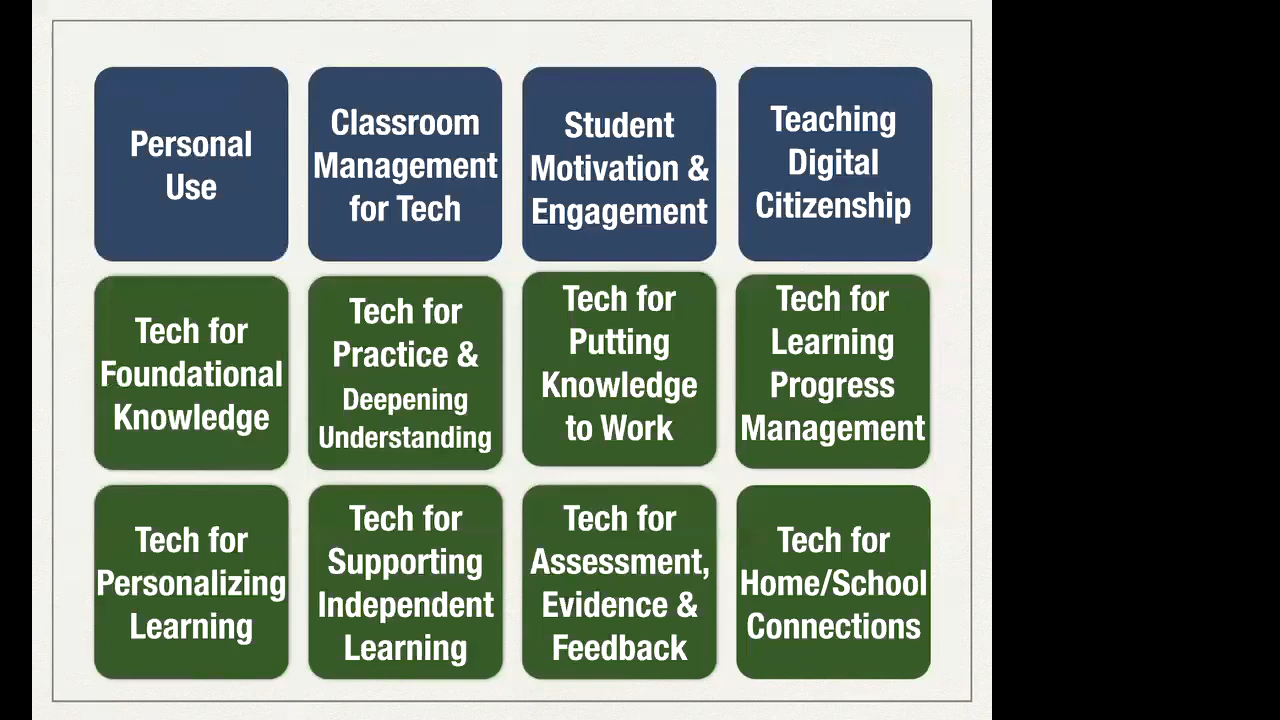 Personal
Use
Classroom
Management
for Tech
Student
Motivation &
Engagement
Teaching
Digital
Citizenship
Tech for
Foundational
Knowledge
Tech for
Practice &
Deepening
Understanding
Tech for
Putting
Knowledge
to Work
Tech for
Learning
Progress
Management
Tech for
Personalizing
Learning
Tech for
Supporting
Independent
Learning
Tech for
Assessment,
Evidence &
Feedback
Tech for
Home/School
Connections